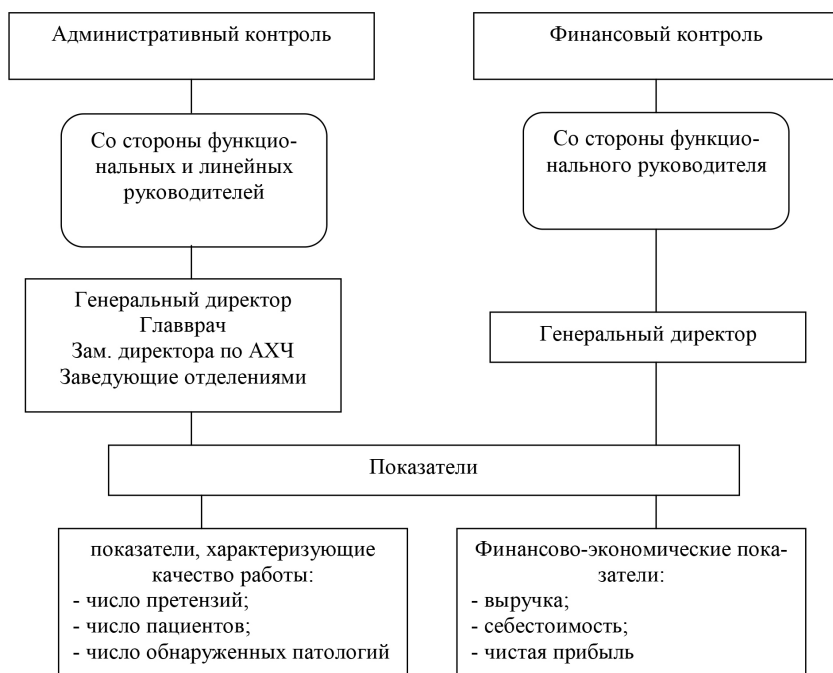 Административный контроль
Финансовый контроль
Со стороны функцио-
нальных и линейных
руководителей
Со стороны функцио-
нального руководителя
Генеральный директор
Главврач
Зам. директора по АХЧ
Заведующие отделениями
Генеральный директор
Показатели
показатели, характеризующие
качество работы:
- число претензий;
- число пациентов;
- число обнаруженных патологий
Финансово-экономические пока-
затели:
- выручка;
- себестоимость;
- чистая прибыль